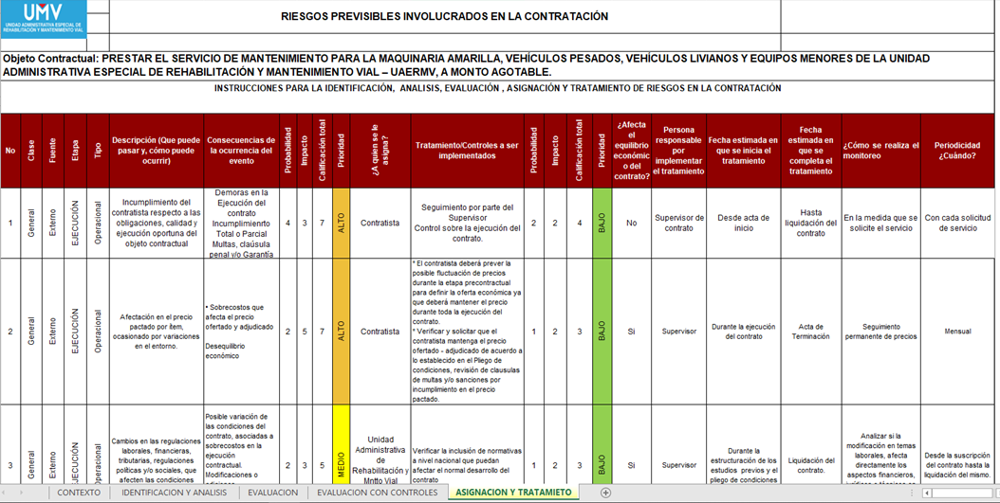 UMV
UNIDAD ADMINISTRATIVA ESPECIAL DE
REHABILITACIÓN Y MANTENIMIENTO VIAL
RIESGOS PREVISIBLES INVOLUCRADOS EN LA CONTRATACIÓN
Objeto Contractual: PRESTAR EL SERVICIO DE MANTENIMIENTO PARA LA MAQUINARIA AMARILLA, VEHÍCULOS PESADOS, VEHÍCULOS LIVIANOS Y EQUIPOS MENORES DE LA UNIDAD
ADMINISTRATIVA ESPECIAL DE REHABILITACIÓN Y MANTENIMIENTO VIAL – UAERMV, A MONTO AGOTABLE.
INSTRUCCIONES PARA LA IDENTIFICACIÓN, ANALISIS, EVALUACIÓN , ASIGNACIÓN Y TRATAMIENTO DE RIESGOS EN LA CONTRATACIÓN
No
Clase
Fuente
Etapa
Tipo
Descripción (Que puede
pasar y, cómo puede
ocurrir)
Consecuencias de
la ocurrencia del
evento
Probabilidad
Impacto
Calificación total
Prioridad
¿A quien se le
asigna?
Tratamiento/Controles a ser
implementados
Probabilidad
Impacto
Calificación total
Prioridad
¿Afecta
el
equilibrio
económic
o del
contrato?
Persona
responsable
por
implementar
el tratamiento
Fecha estimada en
que se inicia el
tratamiento
Fecha
estimada en
que se
completa el
tratamiento
¿Cómo se realiza el
monitoreo
Periodicidad
¿Cuándo?
1
General
Externo
EJECUCIÓN
Operacional
Incumplimiento del
contratista respecto a las
obligaciones, calidad y
ejecución oportuna del
objeto contractual
Demoras en la
Ejecución del
contrato
Incumplimienrto
Total o Parcial
Multas, claúsula
penal y/o Garantía
4
3
7
ALTO
Contratista
Seguimiento por parte del
Supervisor
Control sobre la ejecución del
contrato.
2
2
4
BAJO
No
Supervisor de
contrato
Desde acta de
inicio
Hasta
liquidación del
contrato
En la medida que se
solicite el servicio
Con cada solicitud
de servicio
2
General
Externo
EJECUCIÓN
Operacional
Afectación en el precio
pactado por ítem,
ocasionado por variaciones
en el entorno.
• Sobrecostos que
afecta el precio
ofertado y adjudicado
Desequilibrio
económico
2
5
7
ALTO
Contratista
* El contratista deberá prever la
posible fluctuación de precios
durante la etapa precontractual
para definir la oferta económica ya
que deberá mantener el precio
durante toda la ejecución del
contrato.
* Verificar y solicitar que el
contratista mantenga el precio
ofertado - adjudicado de acuerdo a
lo establecido en el Pliego de
condiciones, revisión de clausulas
de multas y/o sanciones por
incumplimiento en el precio
pactado.
1
2
3
BAJO
Si
Supervisor
Durante la ejecución
del contrato
Acta de
Terminación
Seguimiento
permanente de precios
Mensual
3
General
Externo
EJECUCIÓN
Operacional
Cambios en las regulaciones
laborales, financieras,
tributarias, regulaciones
políticas y/o sociales, que
afecten las condiciones
Posible variación de
las condiciones del
contrato, asociadas a
sobrecostos en la
ejecución
contractual.
Modificaciones o
2
3
5
MEDIO
Unidad
Administrativa
de
Rehabilitación y
Mntto Vial
Verificar la inclusión de normativas
a nivel nacional que puedan
afectar el normal desarrollo del
contrato
1
2
3
BAJO
Si
Supervisor
Durante la
estructuración de los
estudios previos y el
pliego de condiciones
Liquidación del
contrato.
Analizar si la
modificación en temas
laborales, afecta
directamente los
aspectos financieros,
Desde la suscripción
del contrato hasta la
liquidación del mismo.
CONTEXTO
IDENTIFICACION Y ANALISIS
EVALUACION
EVALUACION CON CONTROLES
ASIGNACION Y TRATAMIETO